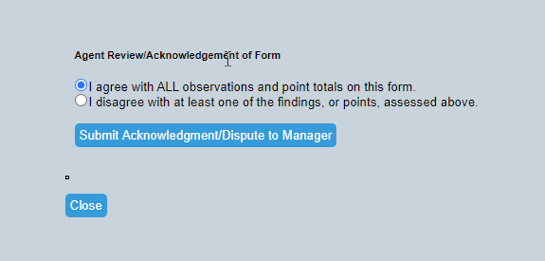 Agent Review/Acknowledgement of Form
I agree with ALL observations and point totals on this form.
I disagree with at least one of the findings, or points, assessed above.
Submit Acknowledgment/Dispute to Manager
Close